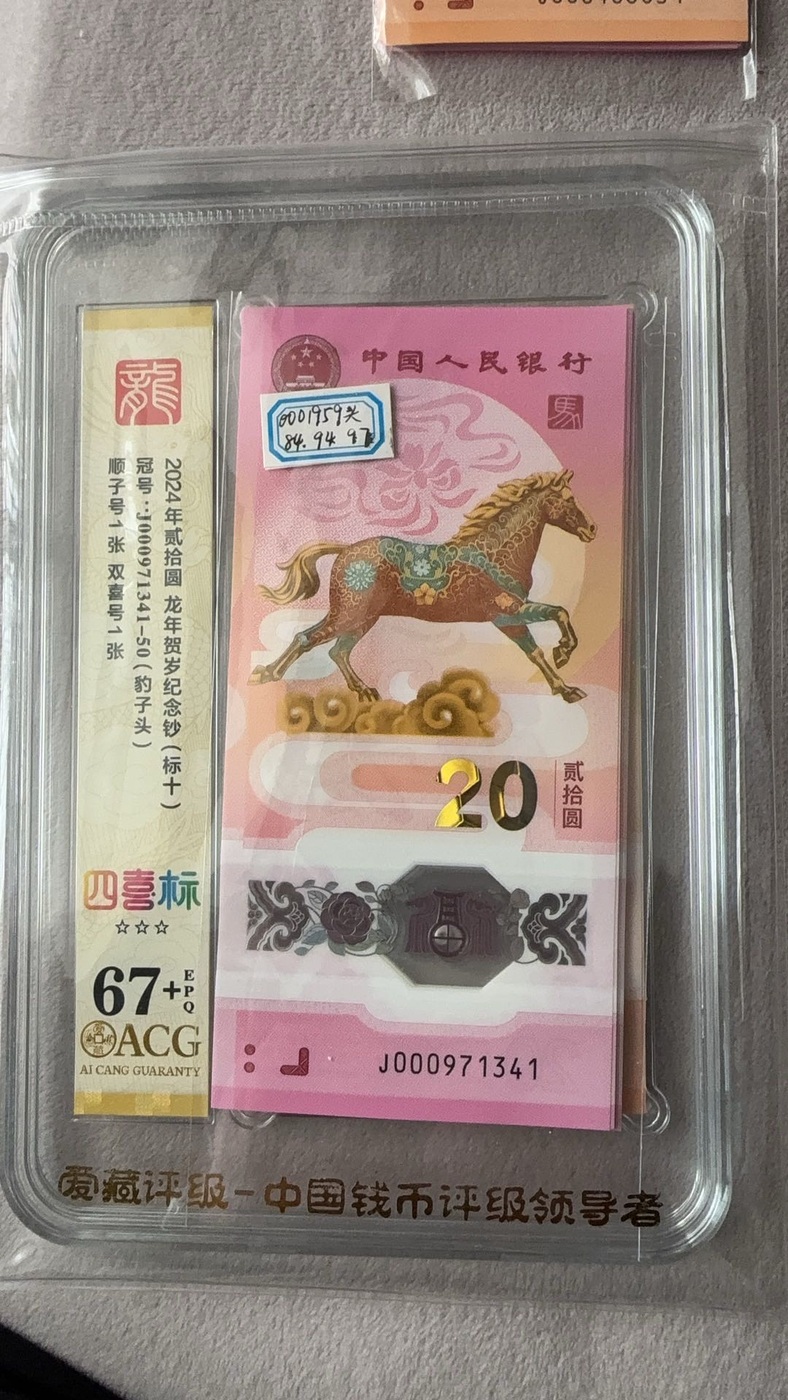 龍
2024年贰拾圆 龙年贺岁纪念钞(标十)
冠号:J000971341-50(豹子头)
顺子号1张 双喜号1张
四喜标
☆☆☆
67+EPQ
ACG
AI CANG GUARANTY
中国人民银行
馬
0001959头
84.94
20
贰拾圆
J000971341
爱藏评级-中国钱币评级领导者